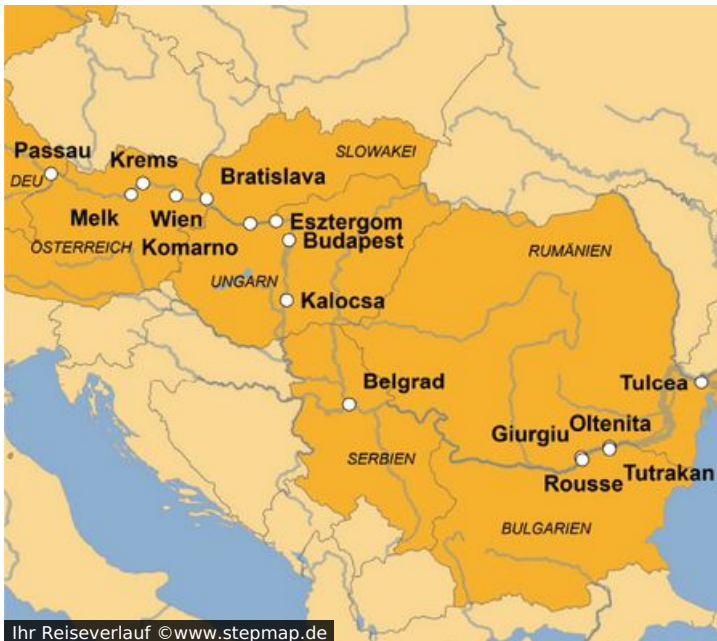 SLOWAKEI
Passau
Krems
DEU
Bratislava
Melk
Wien
Esztergom
ÖSTERREICH
Komarno
Budapest
RUMÄNIEN
UNGARN
Kalocsa
Belgrad
Tulcea
Oltenita
Giurgiu
SERBIEN
Rousse
Tutrakan
BULGARIEN
Ihr Reiseverlauf ©www.stepmap.de